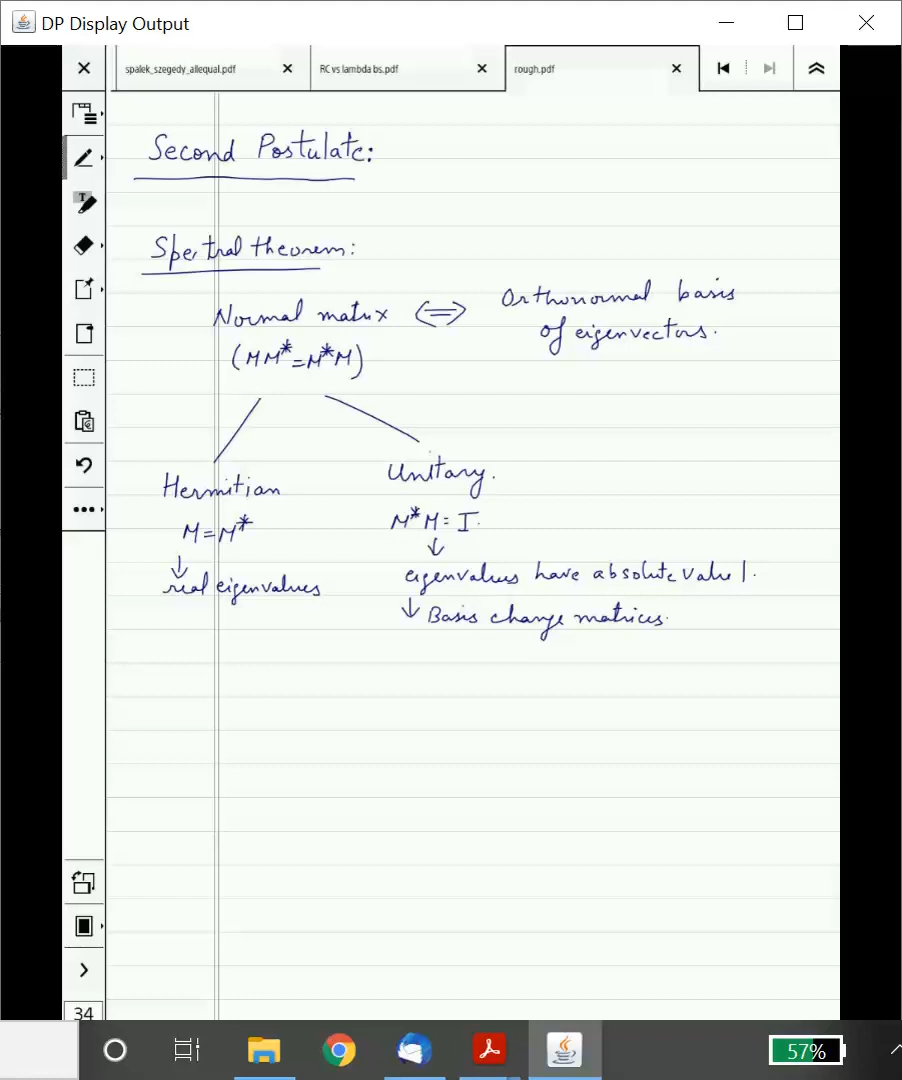 DP Display Output
spalek_szegedy_allequal.pdf
RC vs lambda bs.pdf
rough.pdf
Second Postulate:
Spectral theorem:
Normal matrix ⟺ Orthonormal basis
of eigenvectors.
(MM*=M*M)
Hermitian
Unitary.
M=M*
M*M=I.
↓
↓
real eigenvalues
eigenvalues have absolute value 1.
↓ Basis change matrices.
34
57%